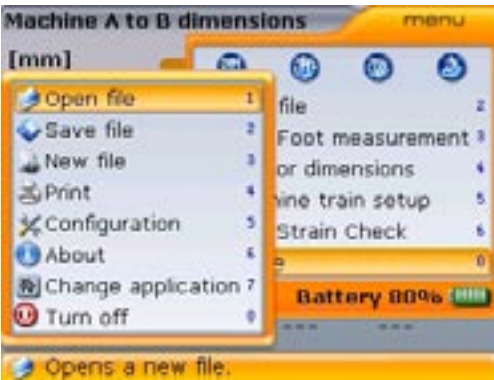 Machine A to B dimensions
menu
[mm]
Open file 1
Save file 2
New file 3
Print 4
Configuration 5
About 6
Change application 7
Turn off 0
file 2
Foot measurement 3
or dimensions 4
ine train setup 5
Strain Check 6
0
Battery 80%
--- ---
Opens a new file.